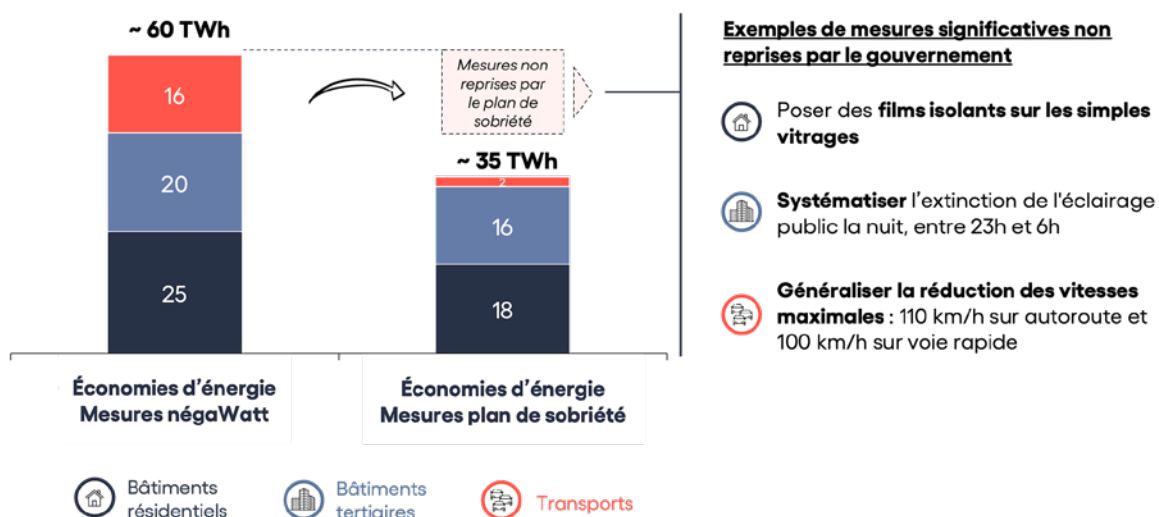 ~ 60 TWh
16
20
25
Mesures non
reprises par
le plan de
sobriété
~ 35 TWh
2
16
18
Économies d'énergie
Mesures négaWatt
Économies d'énergie
Mesures plan de sobriété
Exemples de mesures significatives non
reprises par le gouvernement
Poser des films isolants sur les simples
vitrages
Systématiser l'extinction de l'éclairage
public la nuit, entre 23h et 6h
Généraliser la réduction des vitesses
maximales : 110 km/h sur autoroute et
100 km/h sur voie rapide
Bâtiments
résidentiels
Bâtiments
tertiaires
Transports